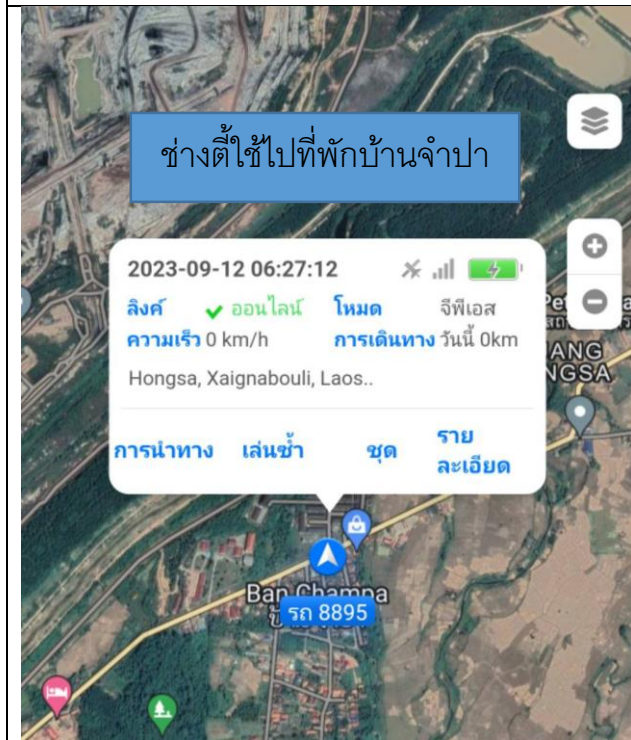 ช่างตี้ใช้ไปที่พักบ้านจำปา
2023-09-12 06:27:12
ลิงค์ ออนไลน์ โหมด จีพีเอส
ความเร็ว 0 km/h การเดินทาง วันนี้ 0km
Hongsa, Xaignabouli, Laos..
การนำทาง เล่นซ้ำ ชุด ราย
ละเอียด
Ban Champa
รถ 8895